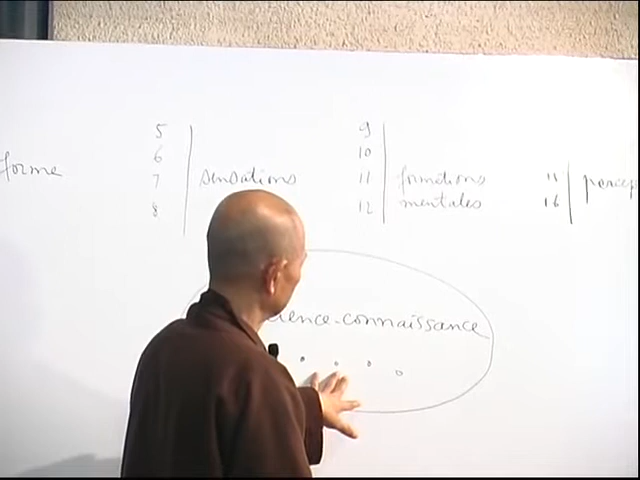 forme
5
6
7 sensations
8
9
10
11 formations
12 mentales
11 percep
16
ience-connaissance